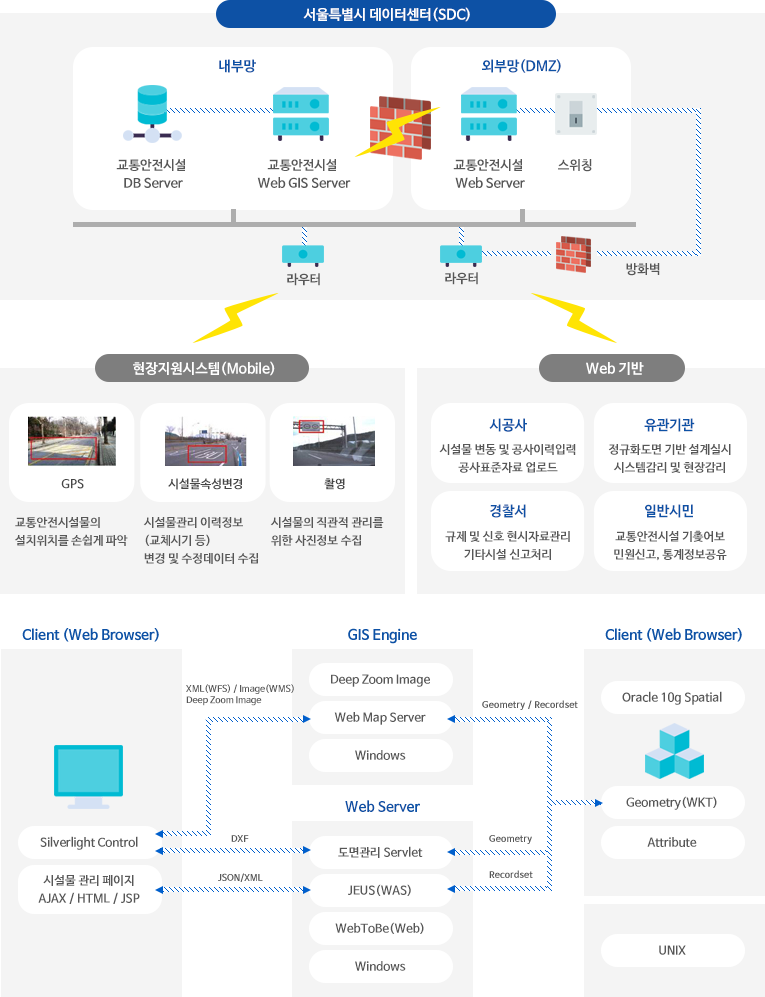 서울특별시 데이터센터(SDC)
내부망
외부망(DMZ)
교통안전시설
DB Server
교통안전시설
Web GIS Server
교통안전시설
Web Server
스위칭
라우터
라우터
방화벽
현장지원시스템(Mobile)
GPS
시설물속성변경
촬영
교통안전시설물의
설치위치를 손쉽게 파악
시설물관리 이력정보
(교체시기 등)
변경 및 수정데이터 수집
시설물의 직관적 관리를
위한 사진정보 수집
Web 기반
시공사
시설물 변동 및 공사이력입력
공사표준자료 업로드
유관기관
정규화도면 기반 설계실시
시스템감리 및 현장감리
경찰서
규제 및 신호 현시자료관리
기타시설 신고처리
일반시민
교통안전시설 기춫어보
민원신고, 통계정보공유
Client (Web Browser)
GIS Engine
Client (Web Browser)
XML(WFS) / Image(WMS)
Deep Zoom Image
Deep Zoom Image
Web Map Server
Windows
Geometry / Recordset
Oracle 10g Spatial
Geometry(WKT)
Attribute
Web Server
Silverlight Control
시설물 관리 페이지
AJAX / HTML / JSP
DXF
JSON/XML
도면관리 Servlet
JEUS(WAS)
WebToBe(Web)
Windows
Geometry
Recordset
UNIX